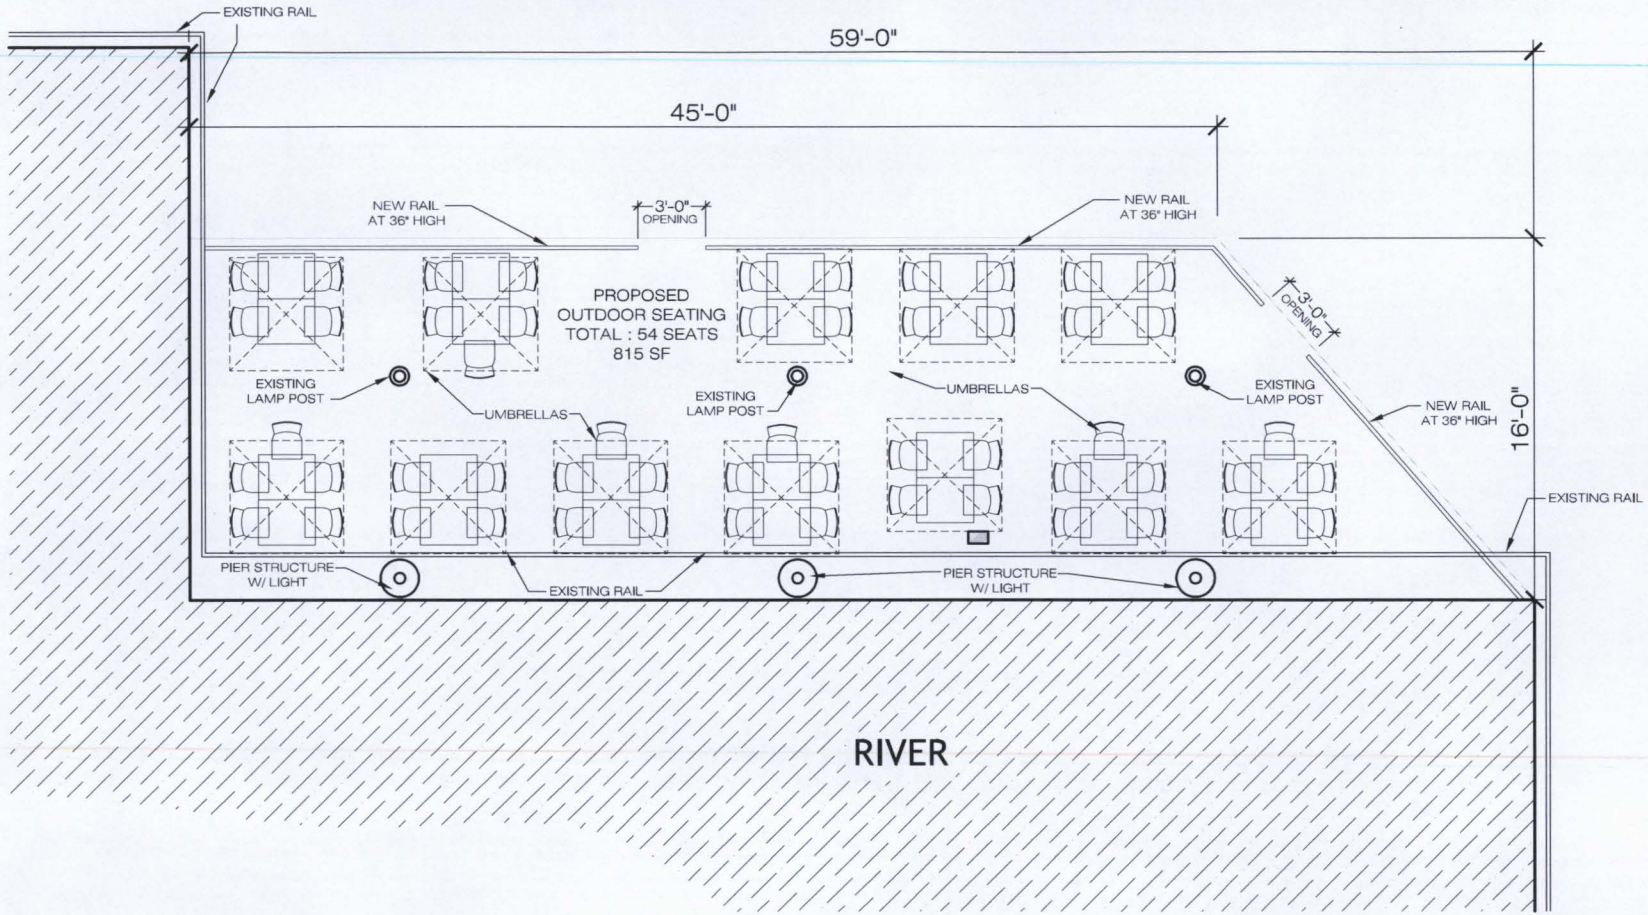 EXISTING RAIL
59'-0"
45'-0"
NEW RAIL
AT 36" HIGH
3'-0"
OPENING
NEW RAIL
AT 36" HIGH
3'-0"
OPENING
PROPOSED
OUTDOOR SEATING
TOTAL : 54 SEATS
815 SF
EXISTING
LAMP POST
UMBRELLAS
EXISTING
LAMP POST
UMBRELLAS
EXISTING
LAMP POST
NEW RAIL
AT 36" HIGH
16'-0"
EXISTING RAIL
PIER STRUCTURE
W/ LIGHT
EXISTING RAIL
PIER STRUCTURE
W/ LIGHT
RIVER